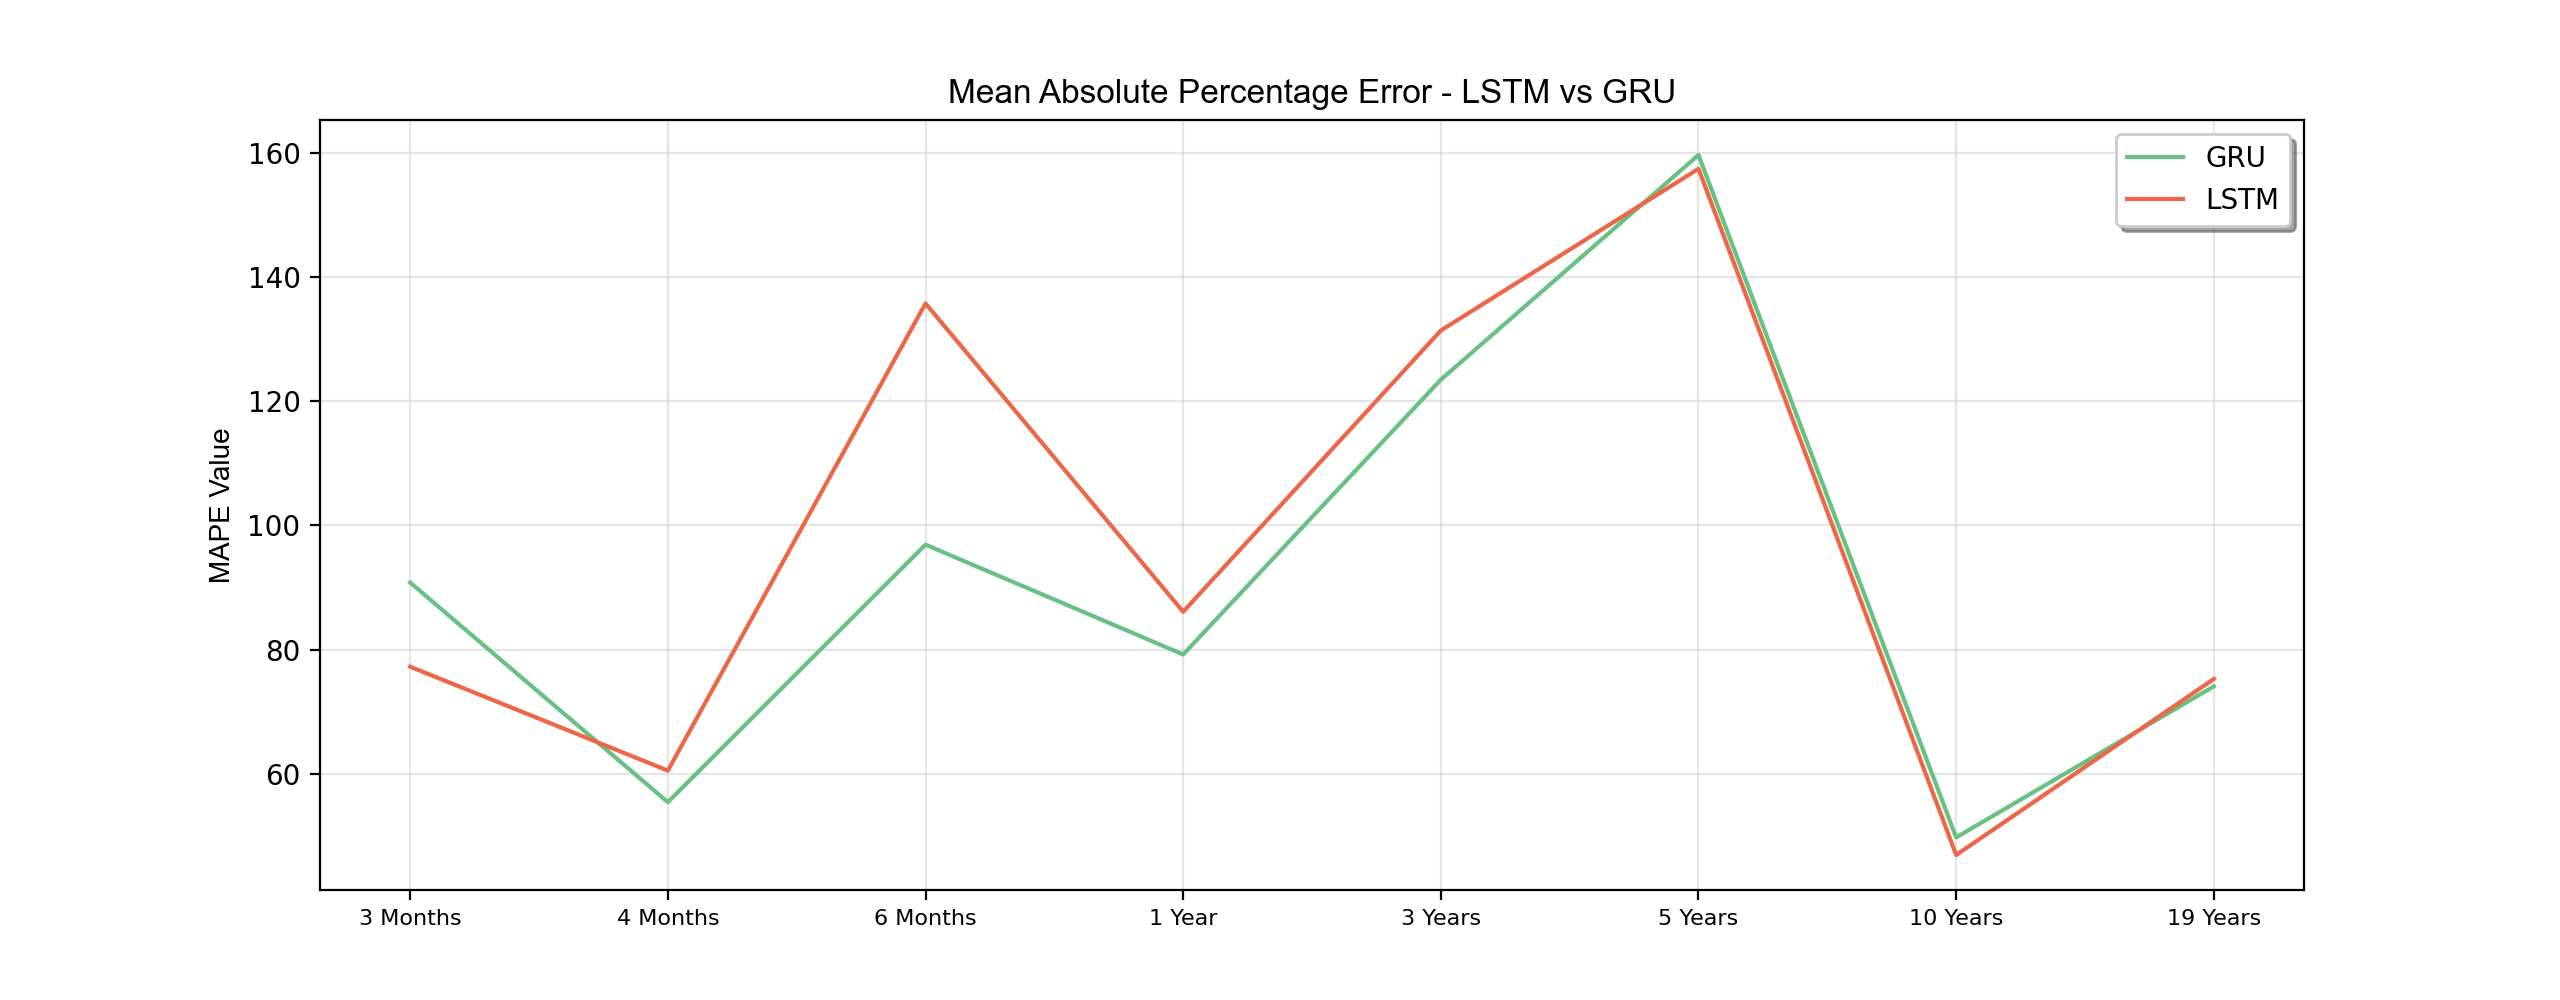 Mean Absolute Percentage Error - LSTM vs GRU
GRU
LSTM
MAPE Value
160
140
120
100
80
60
3 Months 4 Months 6 Months 1 Year 3 Years 5 Years 10 Years 19 Years